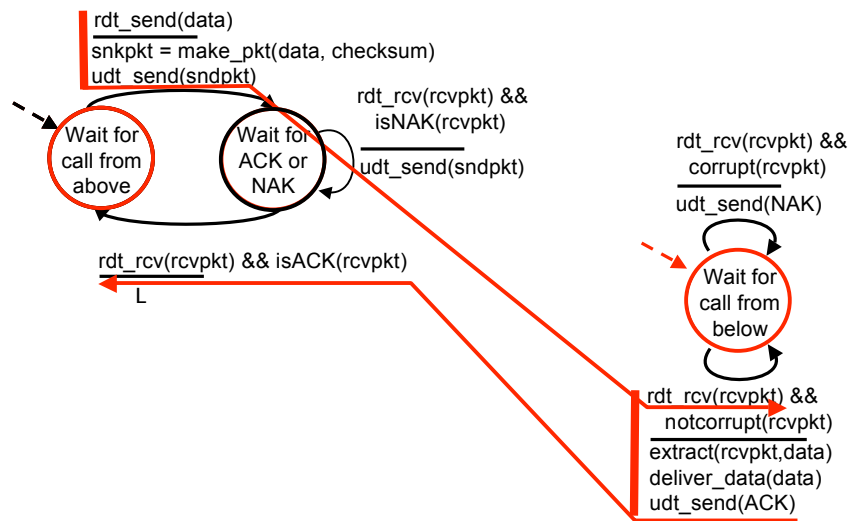 rdt_send(data)
snkpkt = make_pkt(data, checksum)
udt_send(sndpkt)
rdt_rcv(rcvpkt) &&
isNAK(rcvpkt)
udt_send(sndpkt)
Wait for
call from
above
Wait for
ACK or
NAK
rdt_rcv(rcvpkt) && isACK(rcvpkt)
L
rdt_rcv(rcvpkt) &&
corrupt(rcvpkt)
udt_send(NAK)
Wait for
call from
below
rdt_rcv(rcvpkt) &&
notcorrupt(rcvpkt)
extract(rcvpkt,data)
deliver_data(data)
udt_send(ACK)